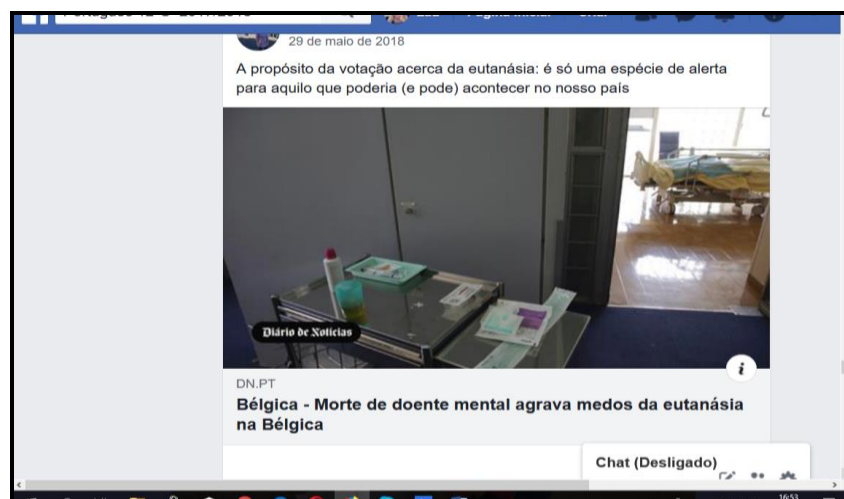 29 de maio de 2018
A propósito da votação acerca da eutanásia: é só uma espécie de alerta
para aquilo que poderia (e pode) acontecer no nosso país
Diário de Notícias
i
DN.PT
Bélgica - Morte de doente mental agrava medos da eutanásia
na Bélgica
Chat (Desligado)
16:53